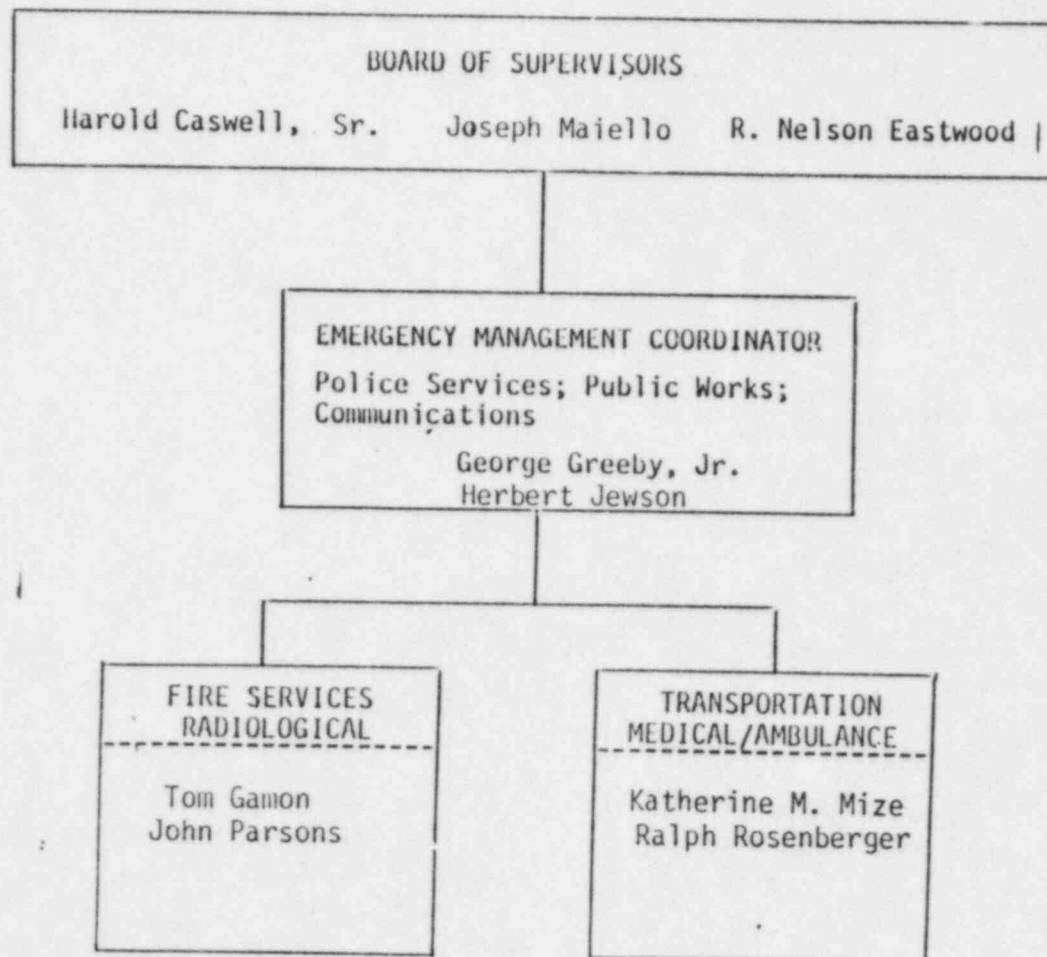 BOARD OF SUPERVISORS
Harold Caswell, Sr. Joseph Maiello R. Nelson Eastwood
EMERGENCY MANAGEMENT COORDINATOR
Police Services; Public Works;
Communications
George Greeby, Jr.
Herbert Jewson
FIRE SERVICES
RADIOLOGICAL
Tom Gamon
John Parsons
TRANSPORTATION
MEDICAL/AMBULANCE
Katherine M. Mize
Ralph Rosenberger